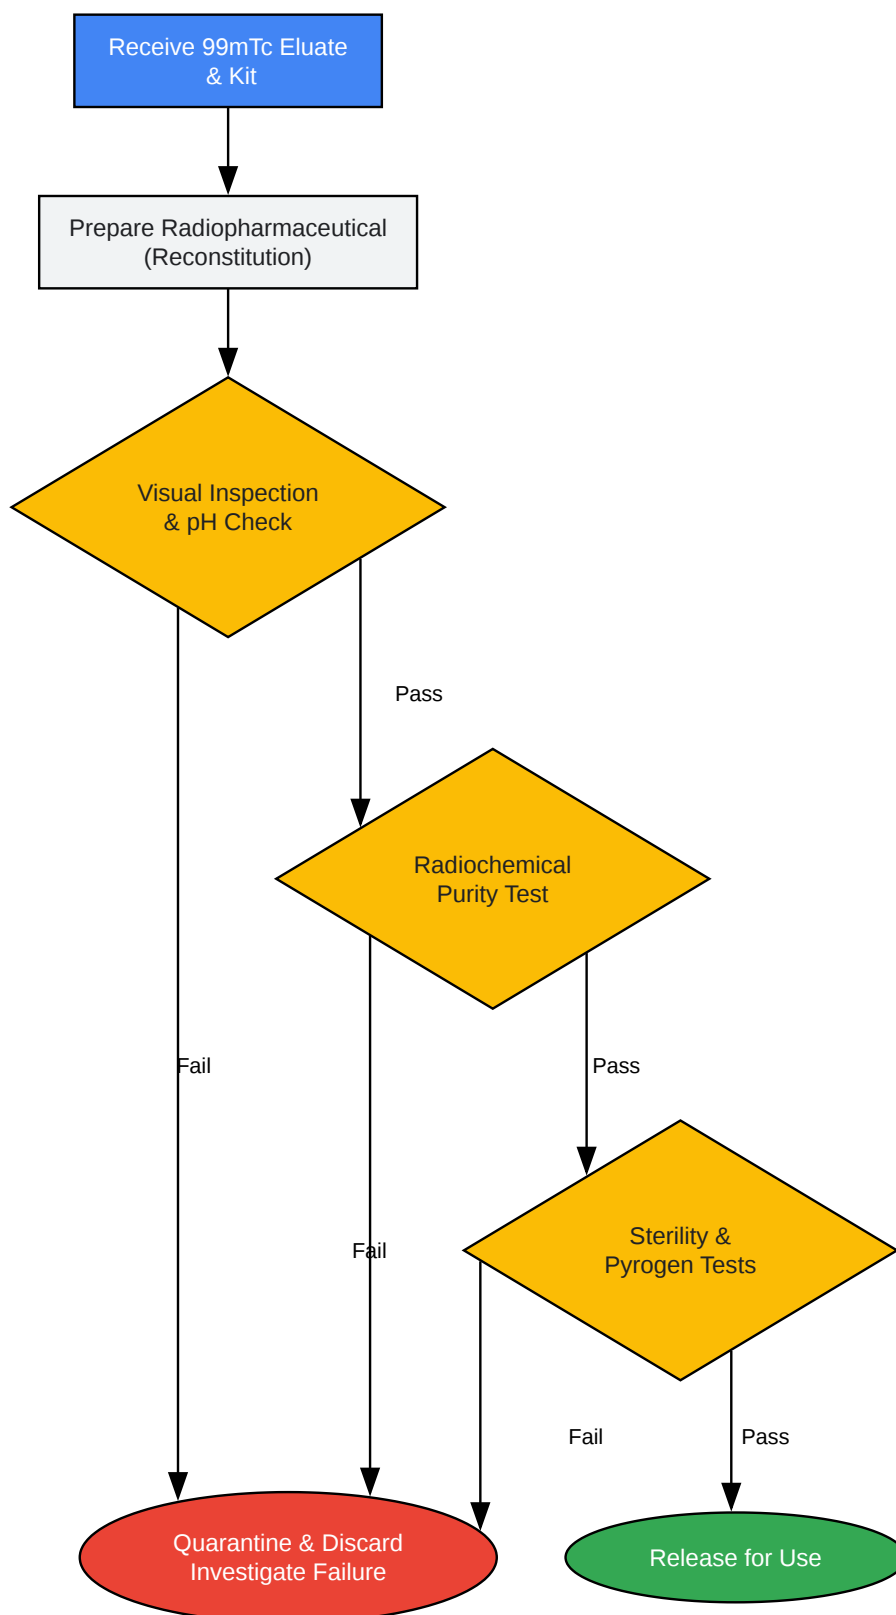 Receive 99mTc Eluate
& Kit
Prepare Radiopharmaceutical
(Reconstitution)
Visual Inspection
& pH Check
Pass
Radiochemical
Purity Test
Fail
Pass
Sterility &
Pyrogen Tests
Fail
Fail
Pass
Quarantine & Discard
Investigate Failure
Release for Use